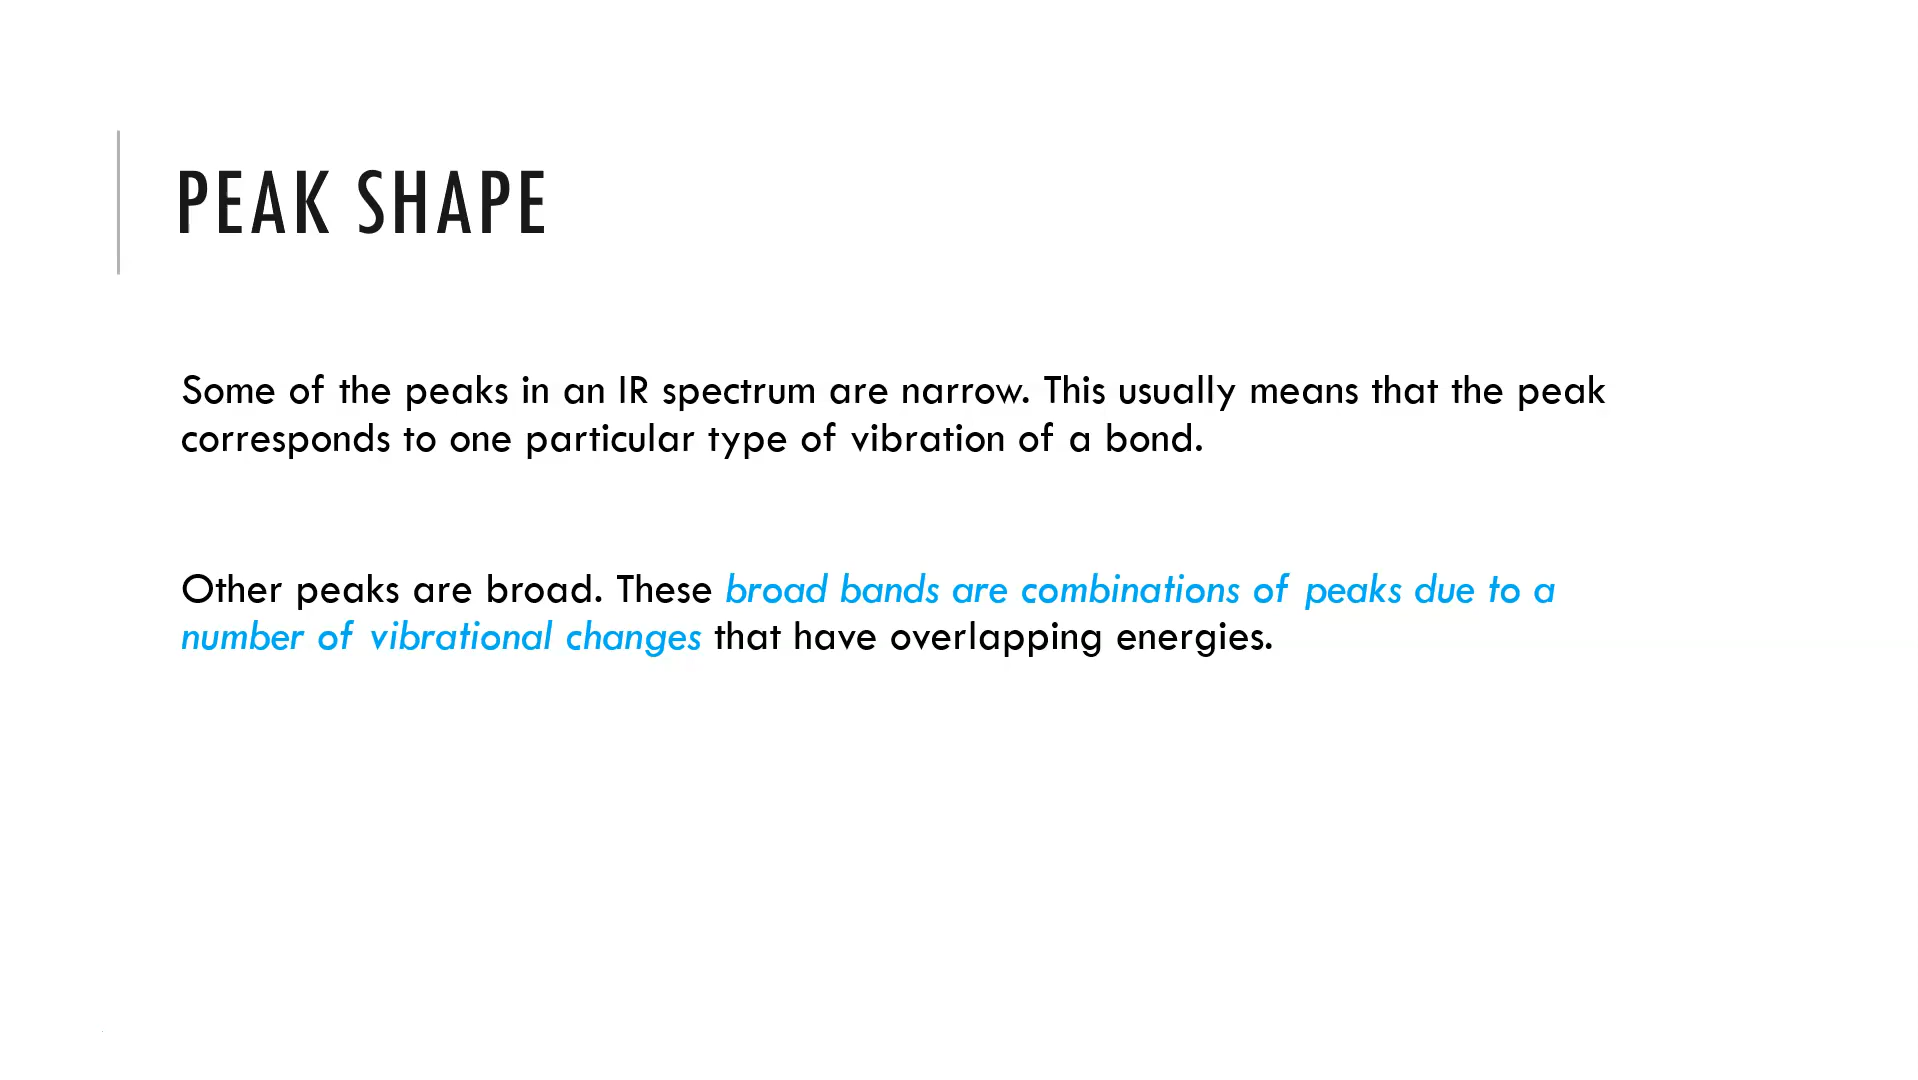 PEAK SHAPE
Some of the peaks in an IR spectrum are narrow. This usually means that the peak
corresponds to one particular type of vibration of a bond.
Other peaks are broad. These broad bands are combinations of peaks due to a
number of vibrational changes that have overlapping energies.